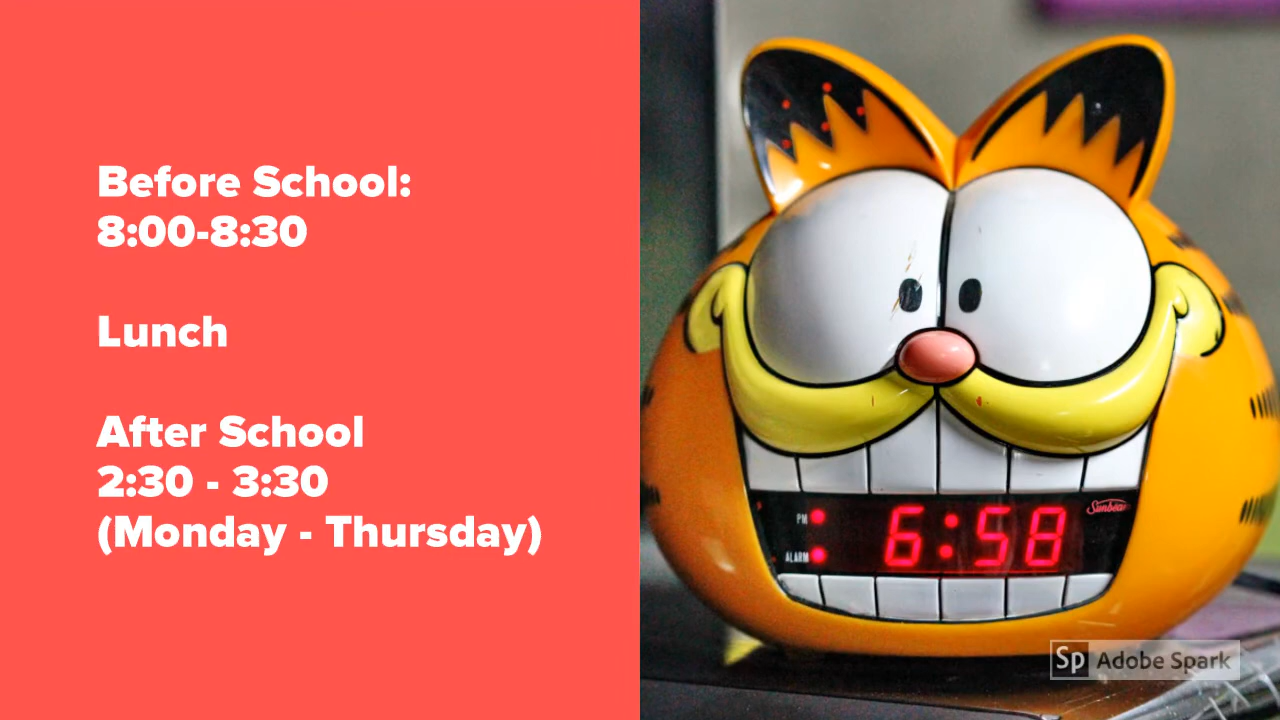 Before School:
8:00-8:30
Lunch
After School
2:30 - 3:30
(Monday - Thursday)
PM
Sunbeam
6:58
ALARM
Sp Adobe Spark